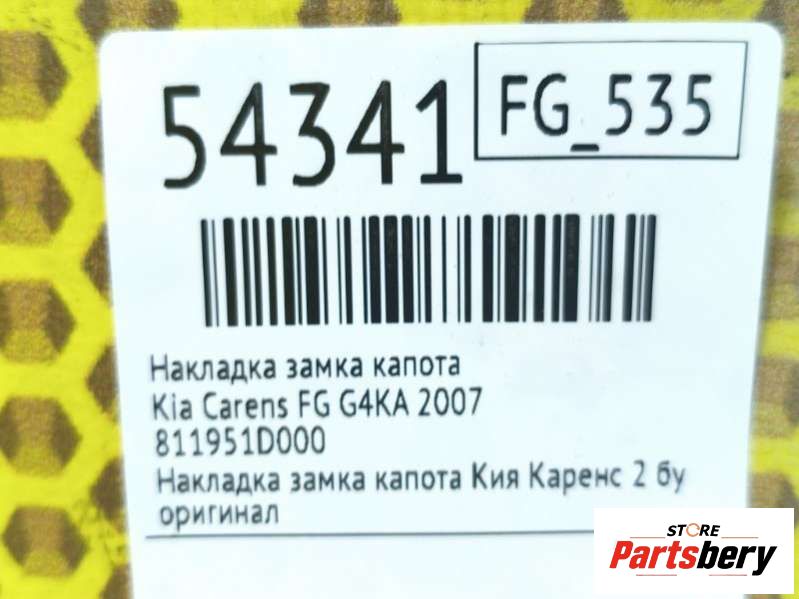 54341
FG_535
Накладка замка капота
Kia Carens FG G4KA 2007
811951D000
Накладка замка капота Кия Каренс 2 бу
оригинал
STORE
Partsbery